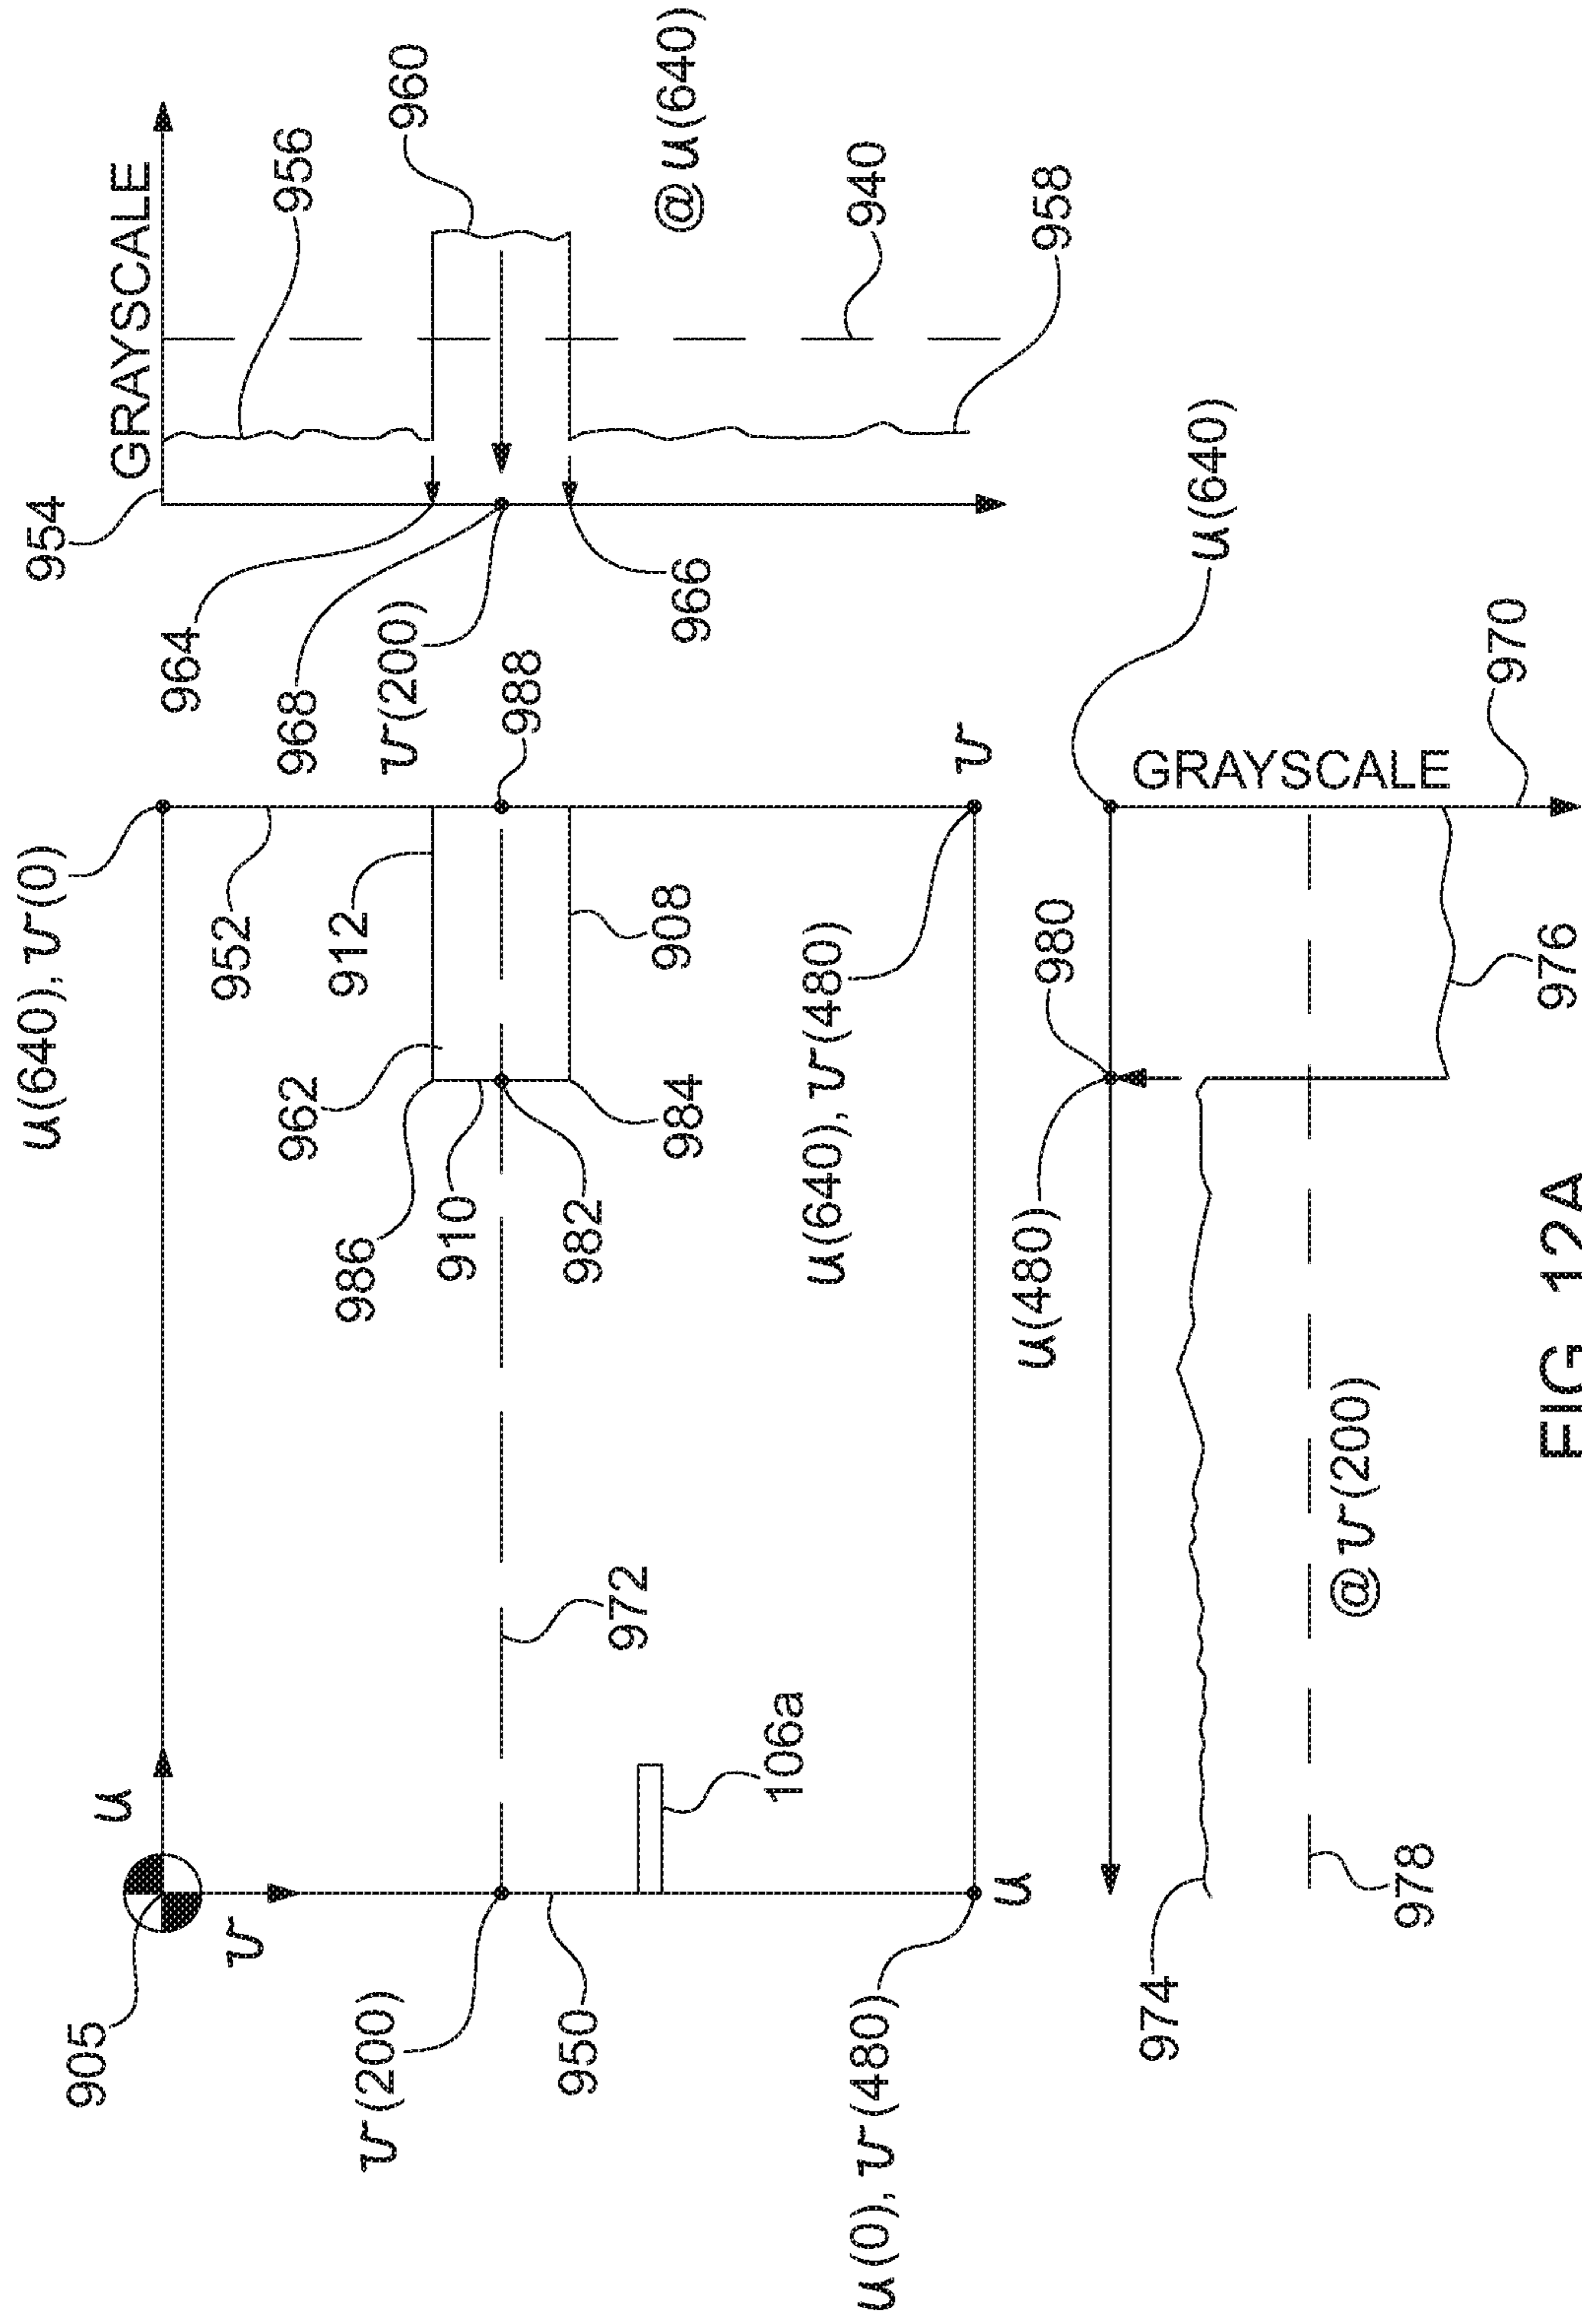 905
u
v
u(640), v(0)
954
GRAYSCALE
956
960
964
968
v(200)
966
@ u(640)
940
958
952
912
962
908
986
910
982
984
988
v(200)
950
972
106a
u(640), v(480)
v
u(0), v(480)
u
u(480)
980
u(640)
GRAYSCALE
974
978
@ v(200)
976
970
FIG 12A